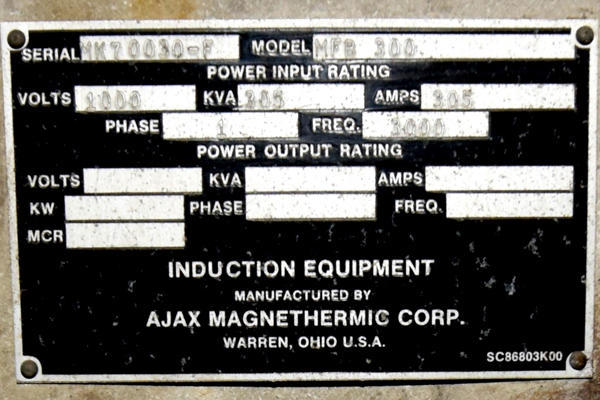 SERIAL MK70030-F MODEL MFB 300
POWER INPUT RATING
VOLTS 1000 KVA 305 AMPS 305
PHASE 1 FREQ. 3000
POWER OUTPUT RATING
VOLTS KVA AMPS
KW PHASE FREQ.
MCR
INDUCTION EQUIPMENT
MANUFACTURED BY
AJAX MAGNETHERMIC CORP.
WARREN, OHIO U.S.A.
SC86803K00